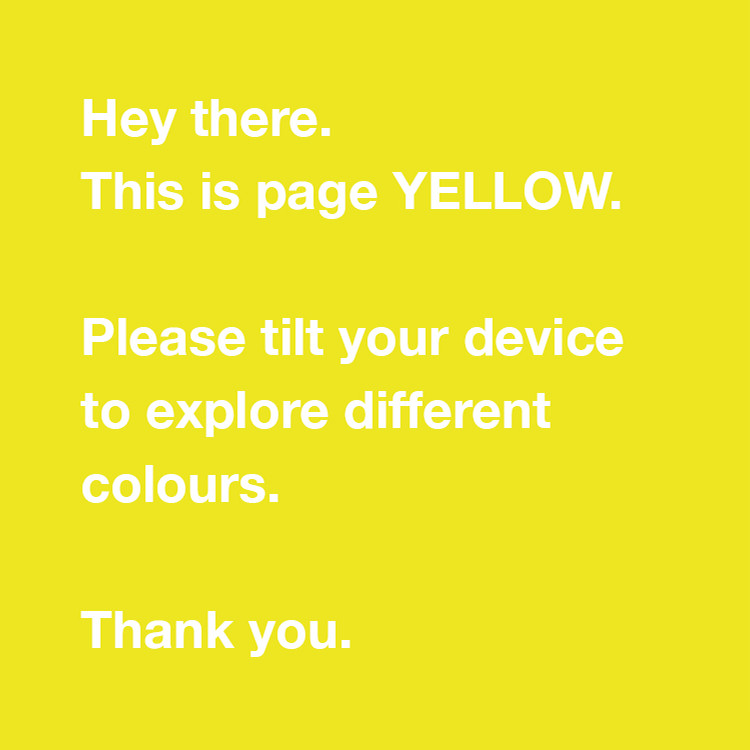 Hey there.
This is page YELLOW.
Please tilt your device
to explore different
colours.
Thank you.